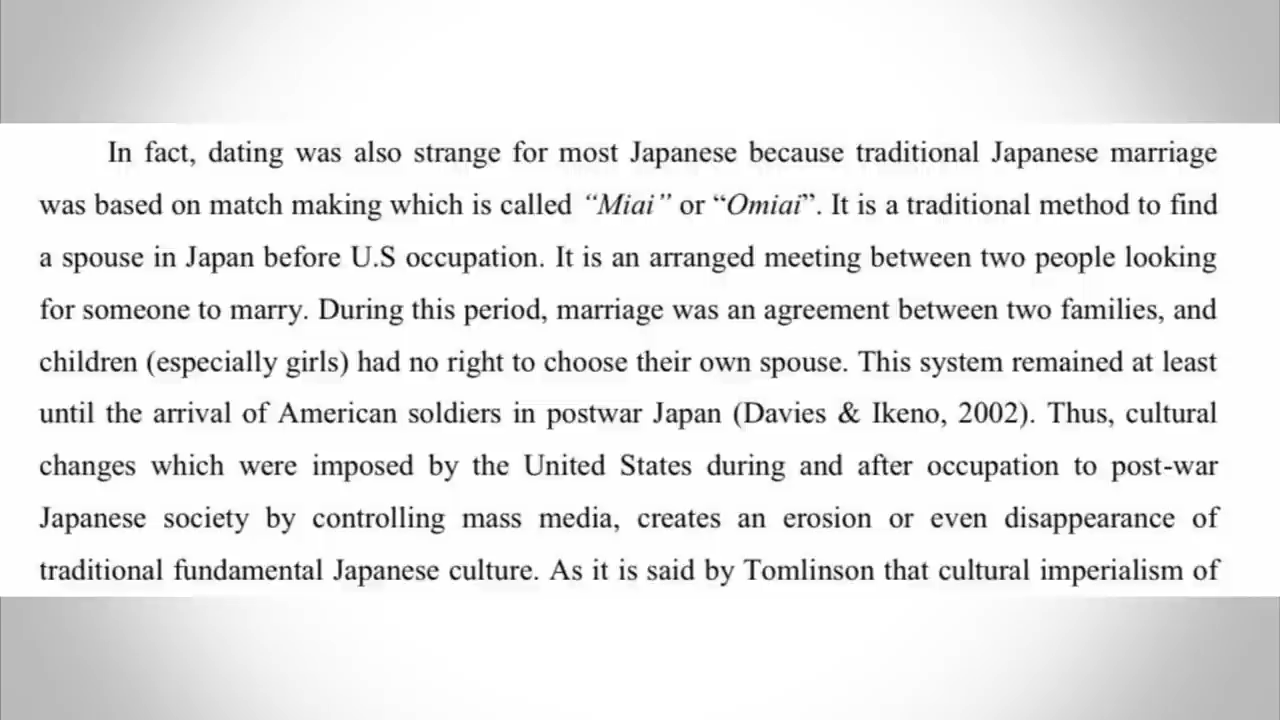 In fact, dating was also strange for most Japanese because traditional Japanese marriage
was based on match making which is called “Miai” or “Omiai”. It is a traditional method to find
a spouse in Japan before U.S occupation. It is an arranged meeting between two people looking
for someone to marry. During this period, marriage was an agreement between two families, and
children (especially girls) had no right to choose their own spouse. This system remained at least
until the arrival of American soldiers in postwar Japan (Davies & Ikeno, 2002). Thus, cultural
changes which were imposed by the United States during and after occupation to post-war
Japanese society by controlling mass media, creates an erosion or even disappearance of
traditional fundamental Japanese culture. As it is said by Tomlinson that cultural imperialism of